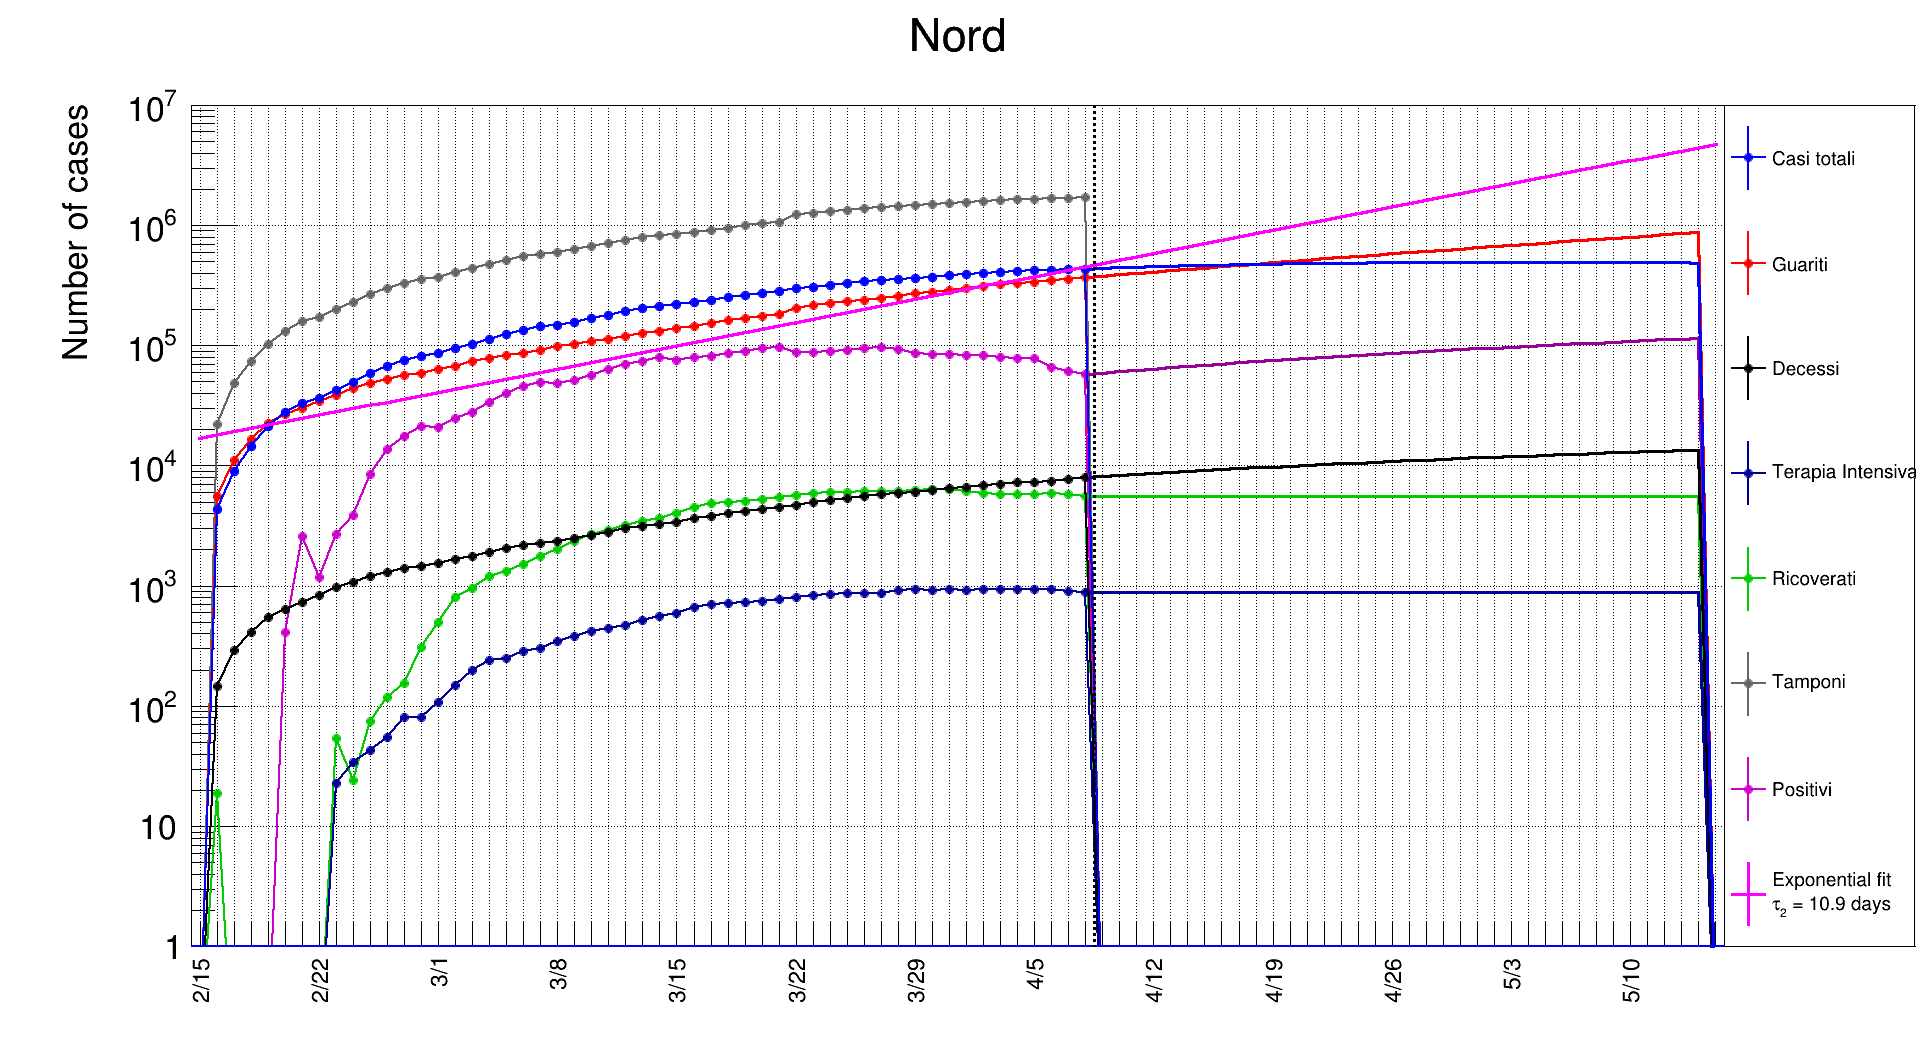 Nord
Number of cases
10^7
10^6
10^5
10^4
10^3
10^2
10
1
2/15
2/22
3/1
3/8
3/15
3/22
3/29
4/5
4/12
4/19
4/26
5/3
5/10
Casi totali
Guariti
Decessi
Terapia Intensiva
Ricoverati
Tamponi
Positivi
Exponential fit
τ₂ = 10.9 days